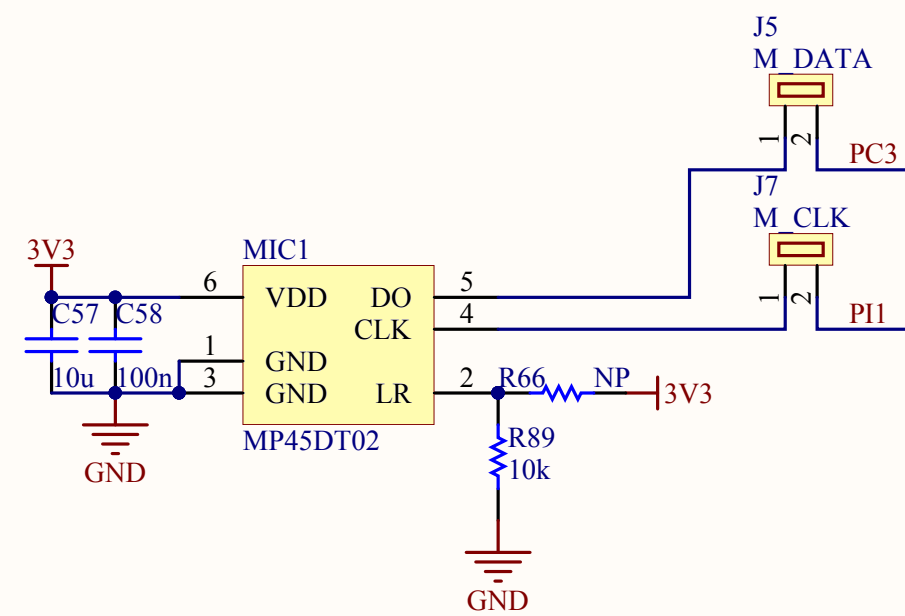 J5
M_DATA
1
2
PC3
J7
M_CLK
1
2
PI1
3V3
MIC1
6
VDD
DO
5
C57
C58
CLK
4
10u
100n
1
GND
3
GND
LR
2
R66
NP
3V3
MP45DT02
R89
10k
GND
GND